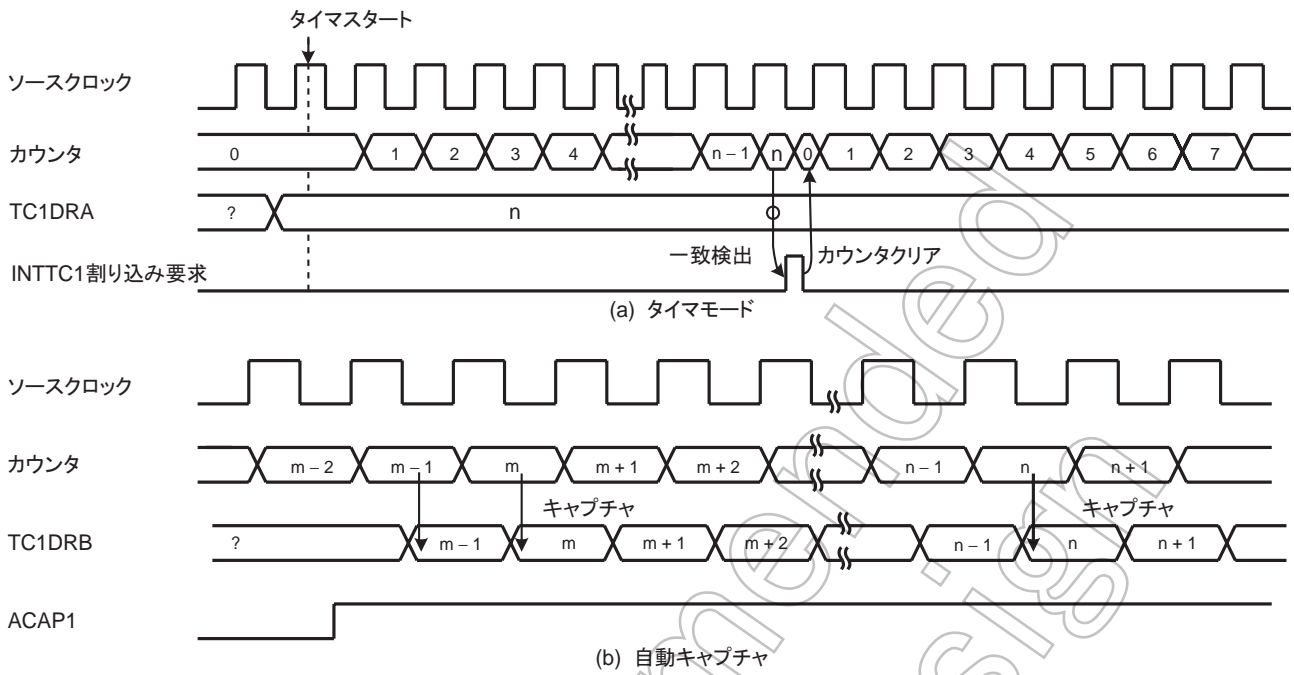 タイマスタート
ソースクロック
カウンタ 0 1 2 3 4 n – 1 n 0 1 2 3 4 5 6 7
TC1DRA ? n
一致検出 カウンタクリア
INTTC1割り込み要求
(a) タイマモード
ソースクロック
カウンタ m – 2 m – 1 m m + 1 m + 2 n – 1 n n + 1
キャプチャ キャプチャ
TC1DRB ? m – 1 m m + 1 m + 2 n – 1 n n + 1
ACAP1
(b) 自動キャプチャ
mended
sign